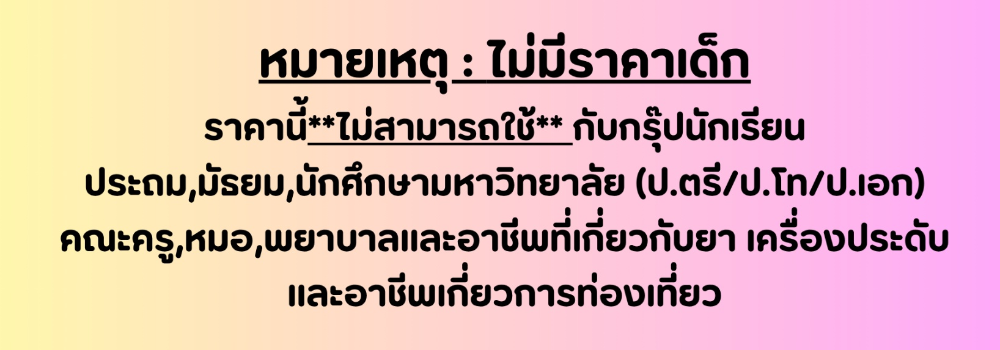 หมายเหตุ : ไม่มีราคาเด็ก
ราคานี้**ไม่สามารถใช้** กับกรุ๊ปนักเรียน
ประถม,มัธยม,นักศึกษามหาวิทยาลัย (ป.ตรี/ป.โท/ป.เอก)
คณะครู,หมอ,พยาบาลและอาชีพที่เกี่ยวกับยา เครื่องประดับ
และอาชีพเกี่ยวการท่องเที่ยว